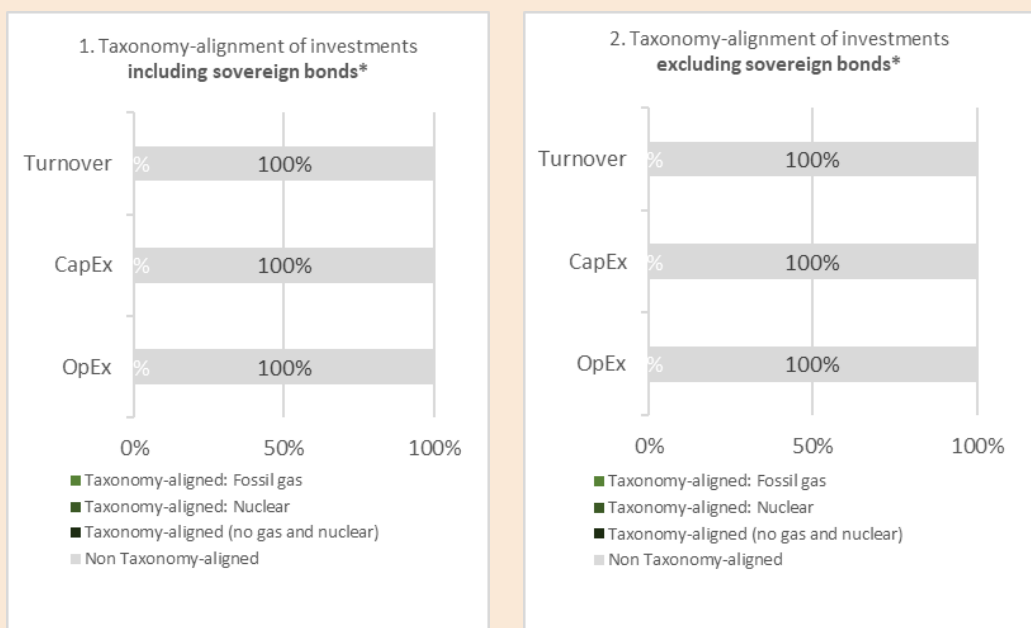 1. Taxonomy-alignment of investments
including sovereign bonds*
Turnover % 100%
CapEx % 100%
OpEx % 100%
0% 50% 100%
Taxonomy-aligned: Fossil gas
Taxonomy-aligned: Nuclear
Taxonomy-aligned (no gas and nuclear)
Non Taxonomy-aligned
2. Taxonomy-alignment of investments
excluding sovereign bonds*
Turnover % 100%
CapEx % 100%
OpEx % 100%
0% 50% 100%
Taxonomy-aligned: Fossil gas
Taxonomy-aligned: Nuclear
Taxonomy-aligned (no gas and nuclear)
Non Taxonomy-aligned